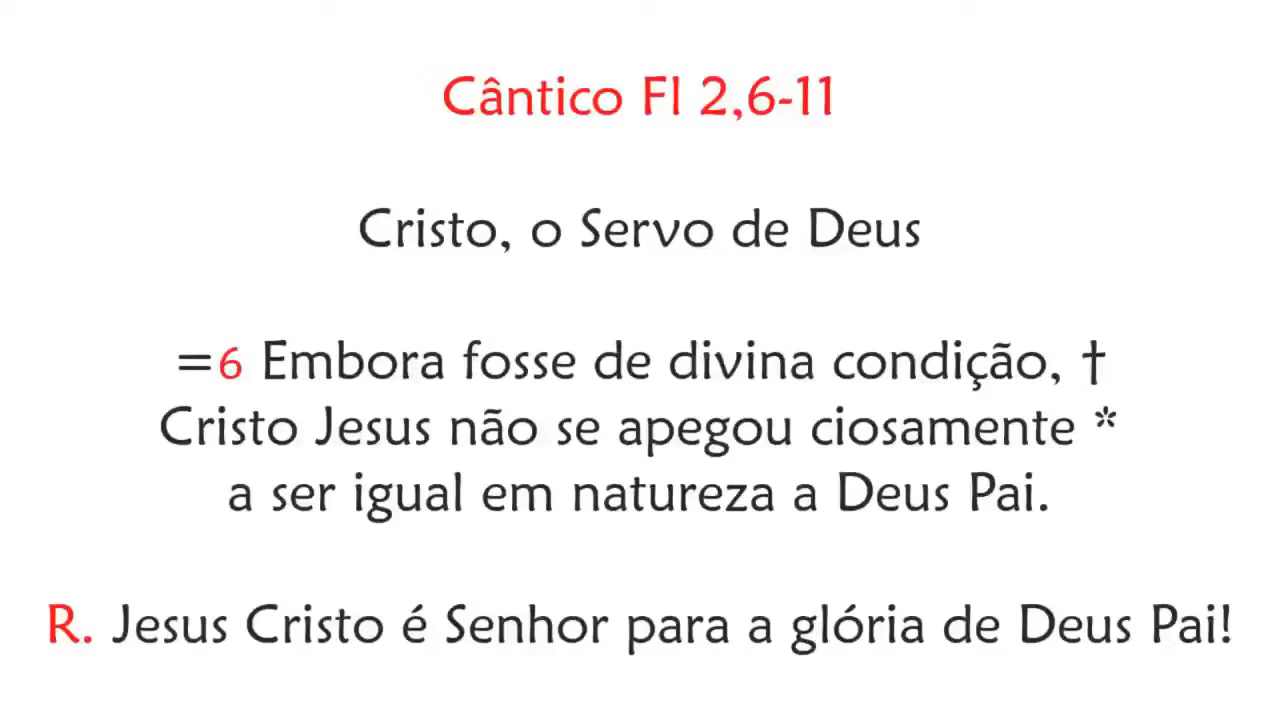 Cântico Fl 2,6-11
Cristo, o Servo de Deus
=6 Embora fosse de divina condição, †
Cristo Jesus não se apegou ciosamente *
a ser igual em natureza a Deus Pai.
R. Jesus Cristo é Senhor para a glória de Deus Pai!